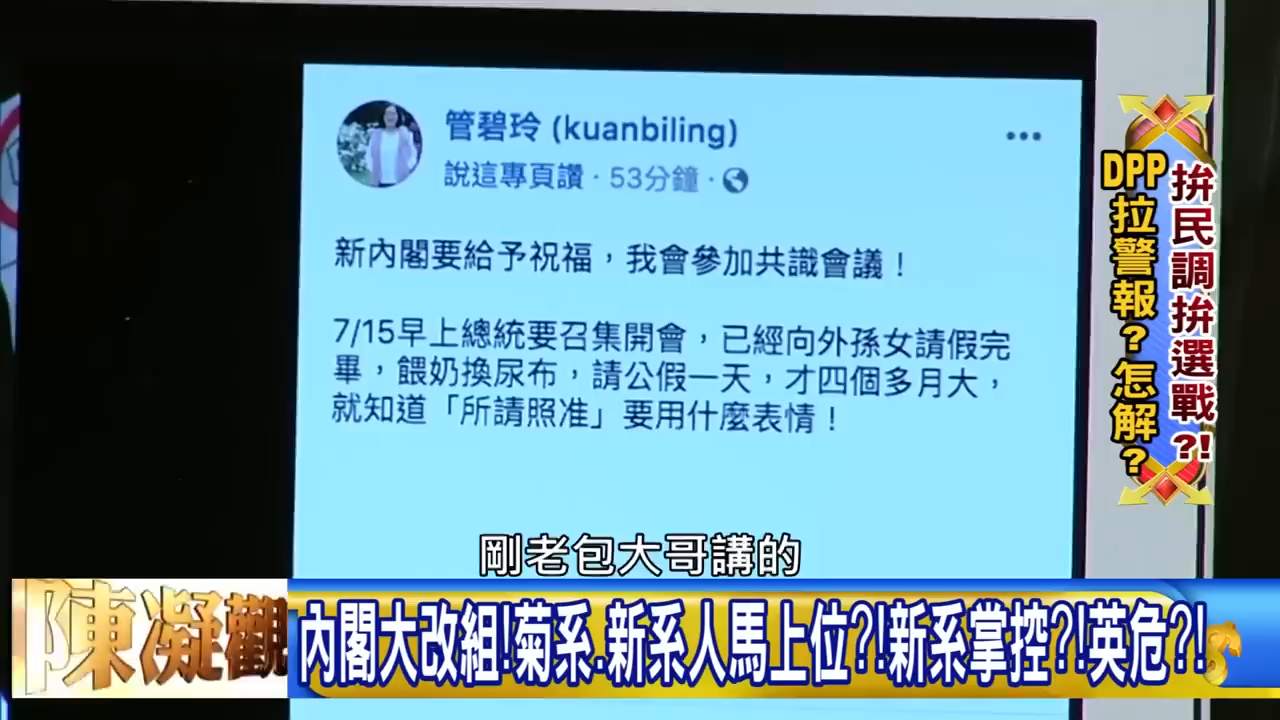 管碧玲 (kuanbiling)
說這專頁讚 · 53分鐘 ·
新內閣要給予祝福，我會參加共識會議！
7/15早上總統要召集開會，已經向外孫女請假完
畢，餵奶換尿布，請公假一天，才四個多月大，
就知道「所請照准」要用什麼表情！
拚民調拚選戰?!
DPP拉警報？怎解？
剛老包大哥講的
陳凝觀
內閣大改組!菊系.新系人馬上位?!新系掌控?!英危?!